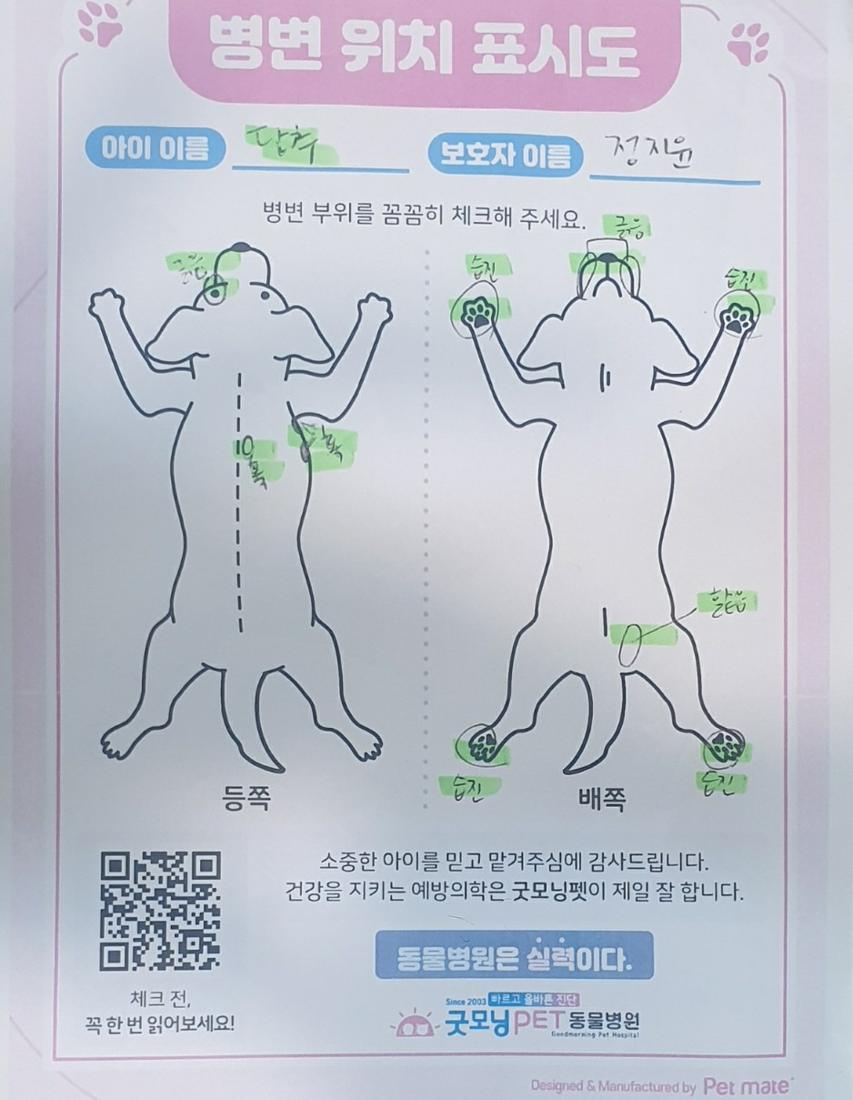 병변 위치 표시도
아이 이름 단추 보호자 이름 정지윤
병변 부위를 꼼꼼히 체크해 주세요.
긁음
습진
습진
할큄
습진
습진
등쪽 배쪽
소중한 아이를 믿고 맡겨주심에 감사드립니다.
건강을 지키는 예방의학은 굿모닝펫이 제일 잘 합니다.
동물병원은 실력이다.
체크 전,
꼭 한 번 읽어보세요!
Since 2003 빠르고 올바른 진단
굿모닝PET동물병원
Goodmorning Pet Hospital
Designed & Manufactured by Pet mate